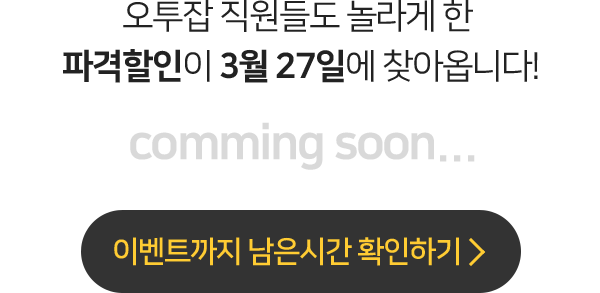 오투잡 직원들도 놀라게 한
파격할인이 3월 27일에 찾아옵니다!
comming soon...
이벤트까지 남은시간 확인하기 >